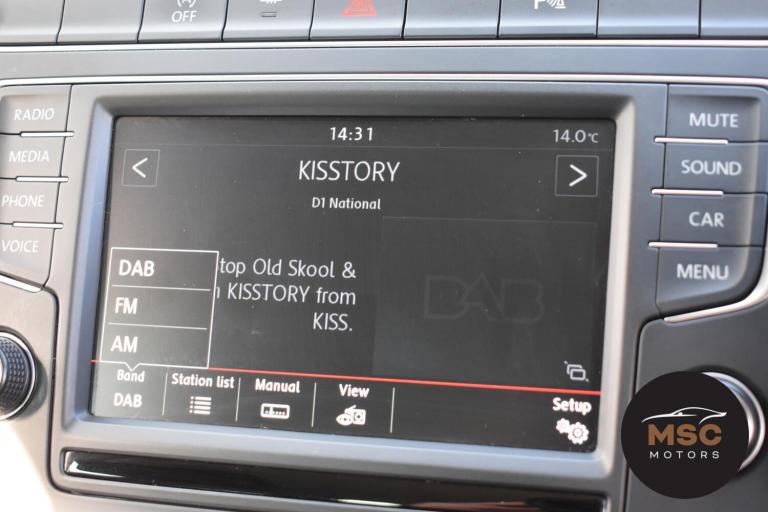 OFF
RADIO
MEDIA
PHONE
VOICE
14:31
14.0°C
<
KISSTORY
>
D1 National
top Old Skool &
KISSTORY from
KISS.
DAB
DAB
FM
AM
Band
DAB
Station list
Manual
View
Setup
MUTE
SOUND
CAR
MENU
MSC
MOTORS